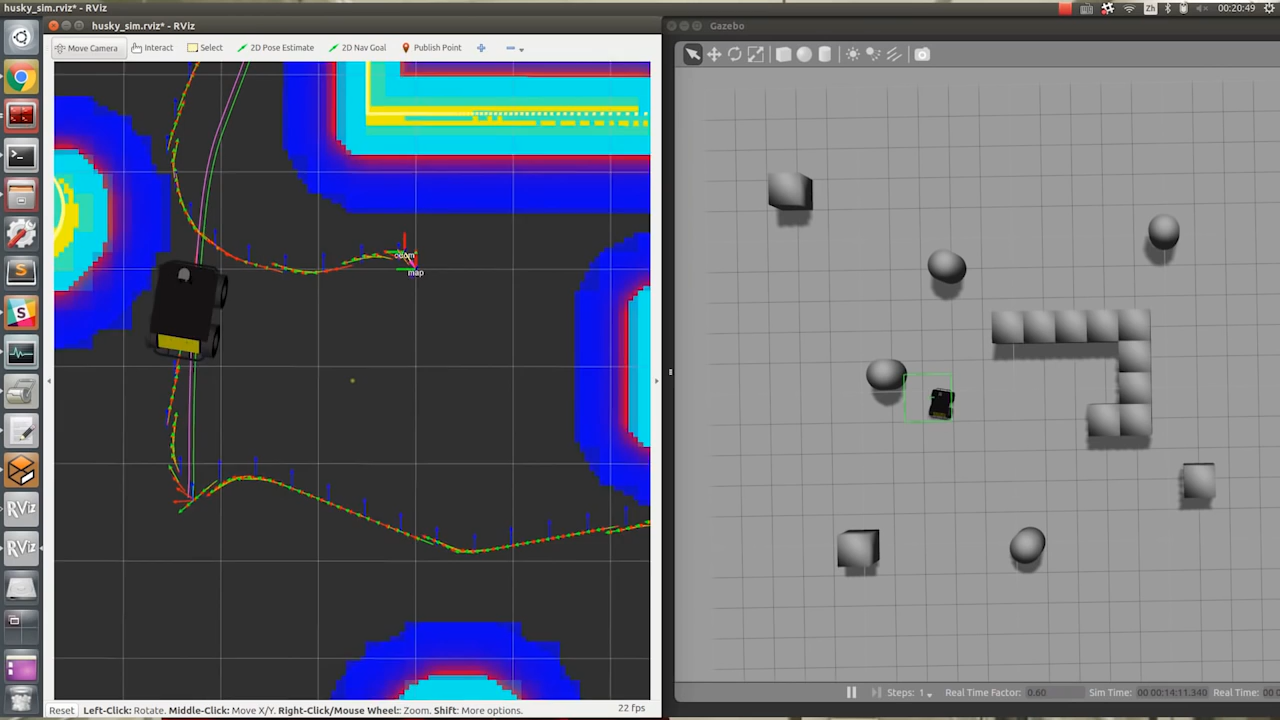 husky_sim.rviz* - RViz
Zh
00:20:49
husky_sim.rviz* - RViz
Gazebo
Move Camera
Interact
Select
2D Pose Estimate
2D Nav Goal
Publish Point
odom
map
RViz
RViz
Steps: 1
Real Time Factor: 0.60
Sim Time: 00 00:14:11.340
Real Time:
Reset
Left-Click: Rotate. Middle-Click: Move X/Y. Right-Click/Mouse Wheel:: Zoom. Shift: More options.
22 fps